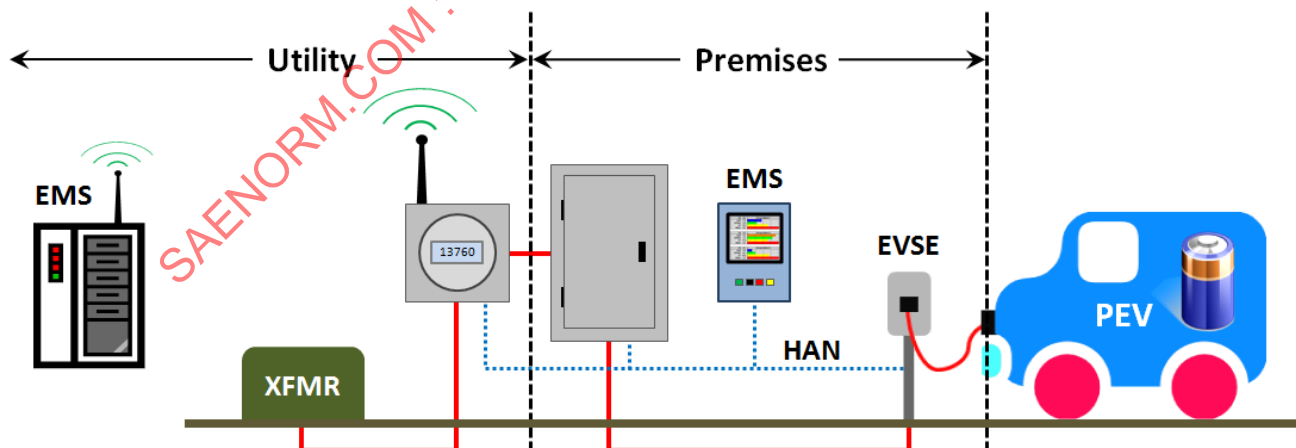 Utility
Premises
SAENORM.COM :
EMS
EMS
13760
EVSE
PEV
HAN
XFMR